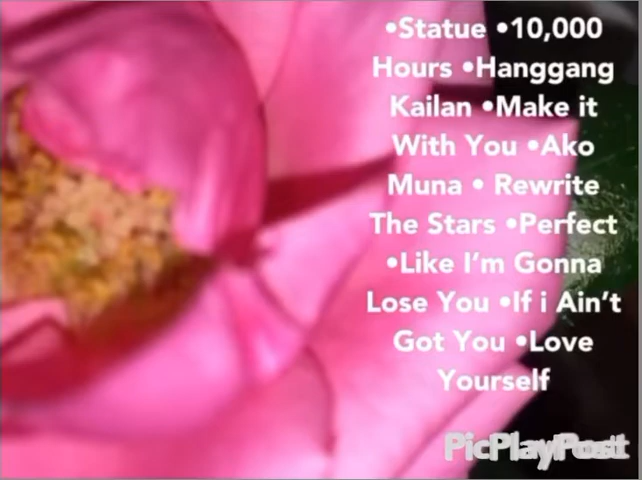 •Statue •10,000
Hours •Hanggang
Kailan •Make it
With You •Ako
Muna • Rewrite
The Stars •Perfect
•Like I'm Gonna
Lose You •If i Ain't
Got You •Love
Yourself
PicPlayPost